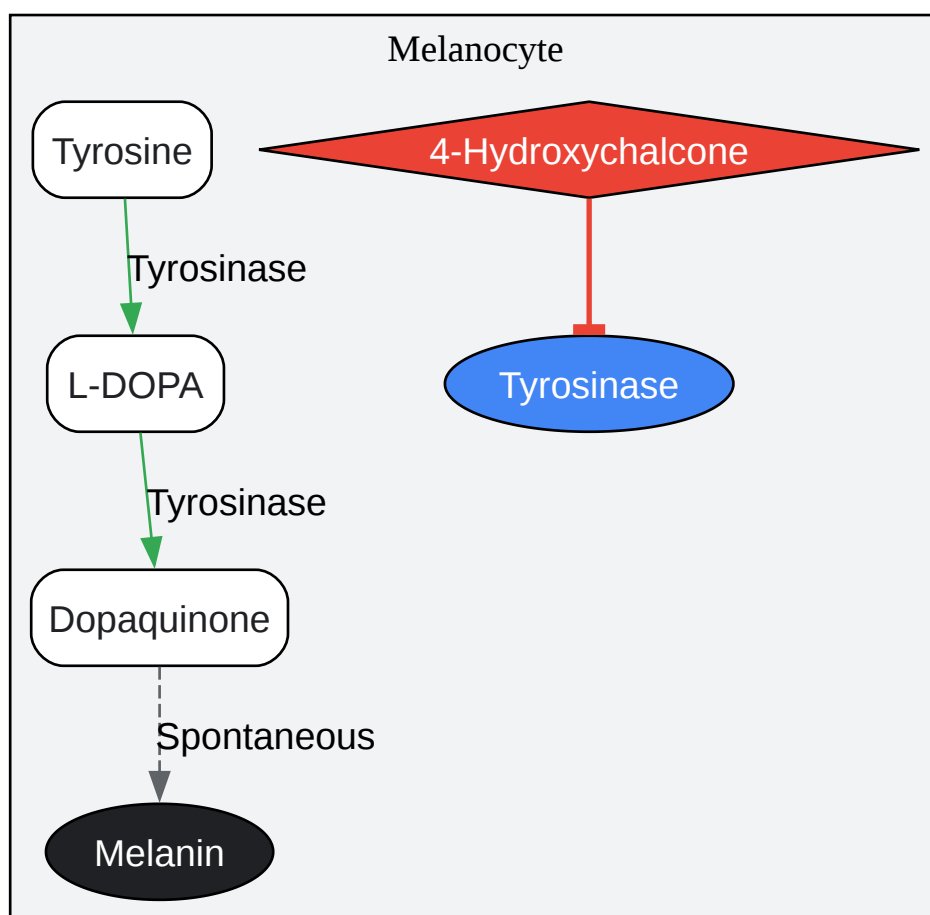 Melanocyte
Tyrosine
4-Hydroxychalcone
Tyrosinase
L-DOPA
Tyrosinase
Tyrosinase
Dopaquinone
Spontaneous
Melanin